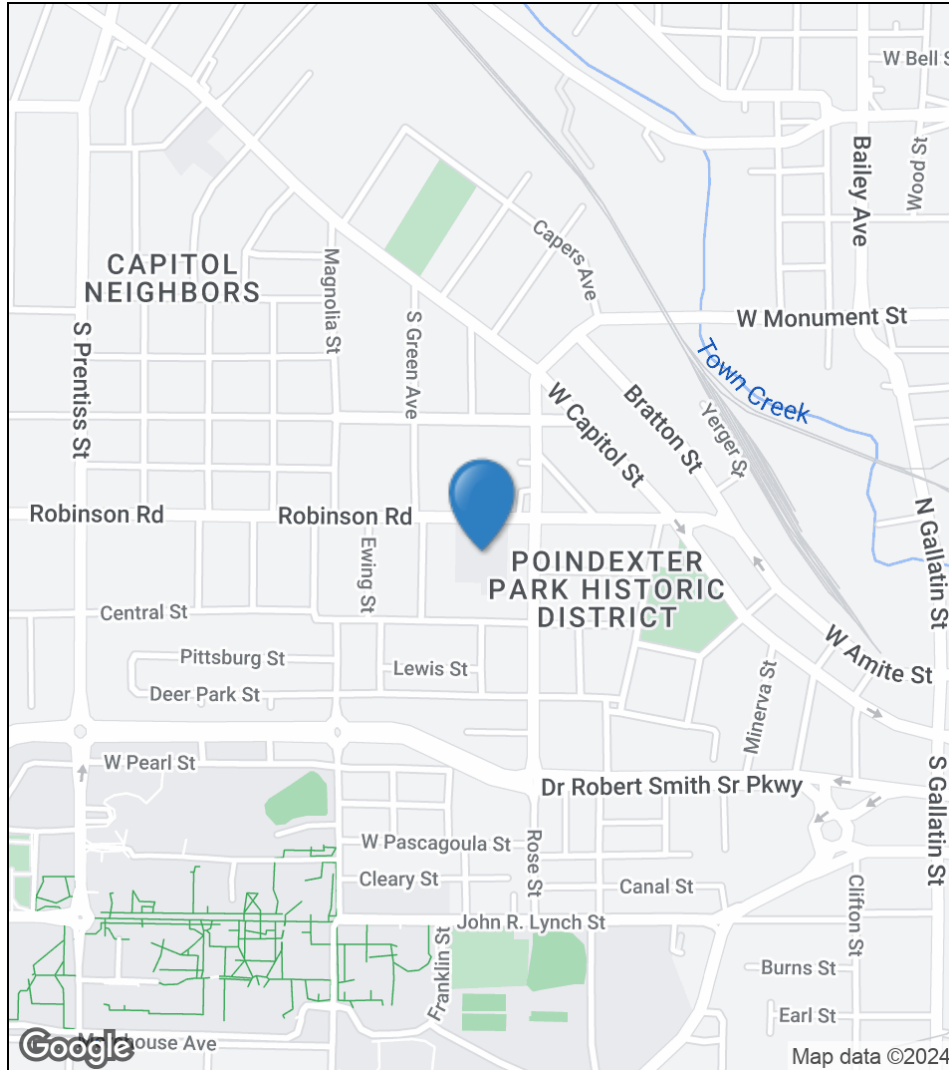 W Bell S
Bailey Ave
Wood St
Capers Ave
CAPITOL
NEIGHBORS
Magnolia St
S Green Ave
S Prentiss St
W Monument St
Town Creek
W Capitol St
Bratton St
Yerger St
Robinson Rd
Robinson Rd
N Gallatin St
Ewing St
POINDEXTER
PARK HISTORIC
DISTRICT
Central St
Pittsburg St
Lewis St
Deer Park St
W Amite St
Minerva St
W Pearl St
Dr Robert Smith Sr Pkwy
S Gallatin St
W Pascagoula St
Rose St
Cleary St
Canal St
Clifton St
John R. Lynch St
Franklin St
Burns St
Earl St
Google
house Ave
Map data ©2024